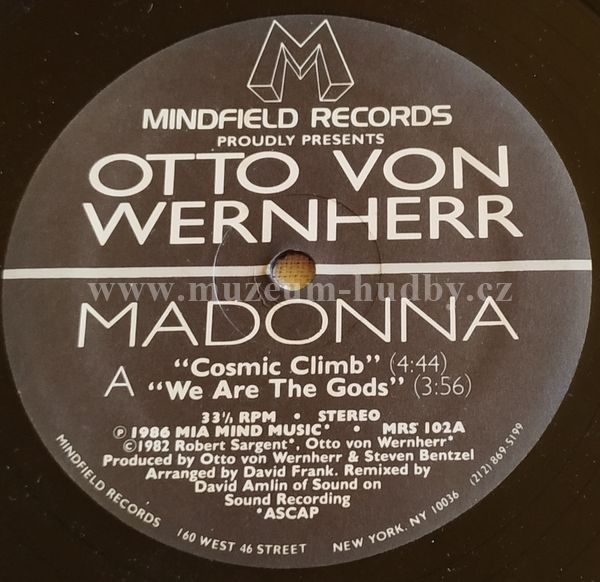 M
MINDFIELD RECORDS
PROUDLY PRESENTS
OTTO VON
WERNHERR
www.muzeum-hudby.cz
MADONNA
A
"Cosmic Climb" (4:44)
"We Are The Gods" (3:56)
33⅓ RPM • STEREO
℗ 1986 MIA MIND MUSIC* • MRS 102A
©1982 Robert Sargent*, Otto von Wernherr*
Produced by Otto von Wernherr & Steven Bentzel
Arranged by David Frank. Remixed by
David Amlin of Sound on
Sound Recording
*ASCAP
MINDFIELD RECORDS 160 WEST 46 STREET NEW YORK, NY 10036 (212) 869-5199